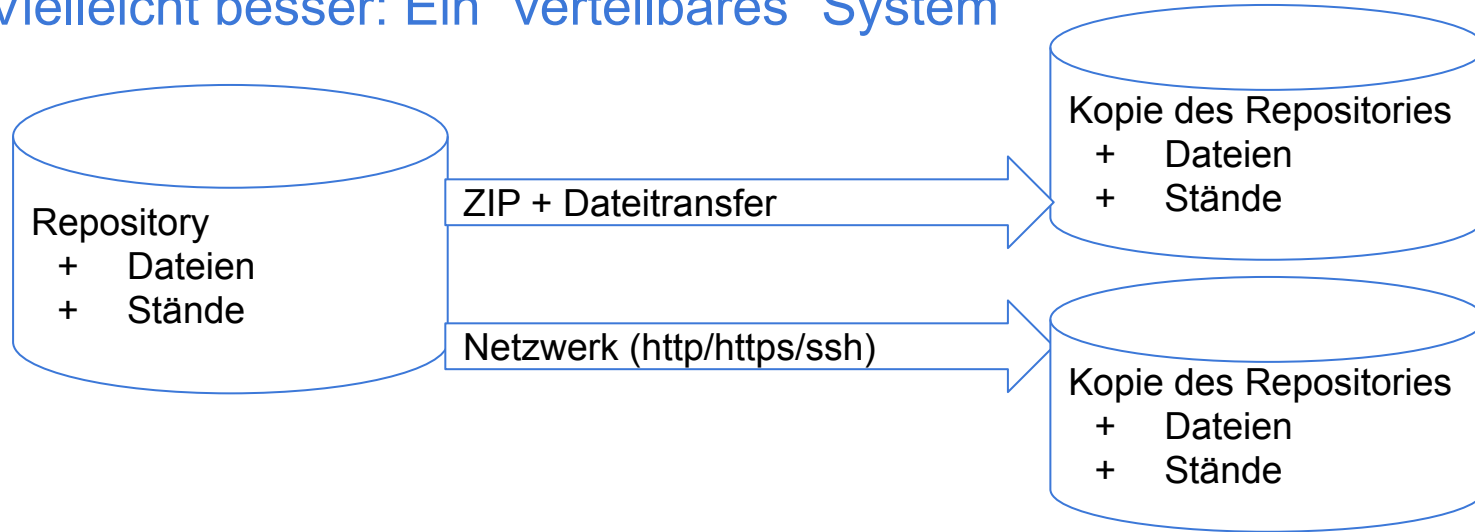 Vielleicht besser: Ein "verteilbares" System
Repository
+ Dateien
+ Stände
ZIP + Dateitransfer
Netzwerk (http/https/ssh)
Kopie des Repositories
+ Dateien
+ Stände
Kopie des Repositories
+ Dateien
+ Stände